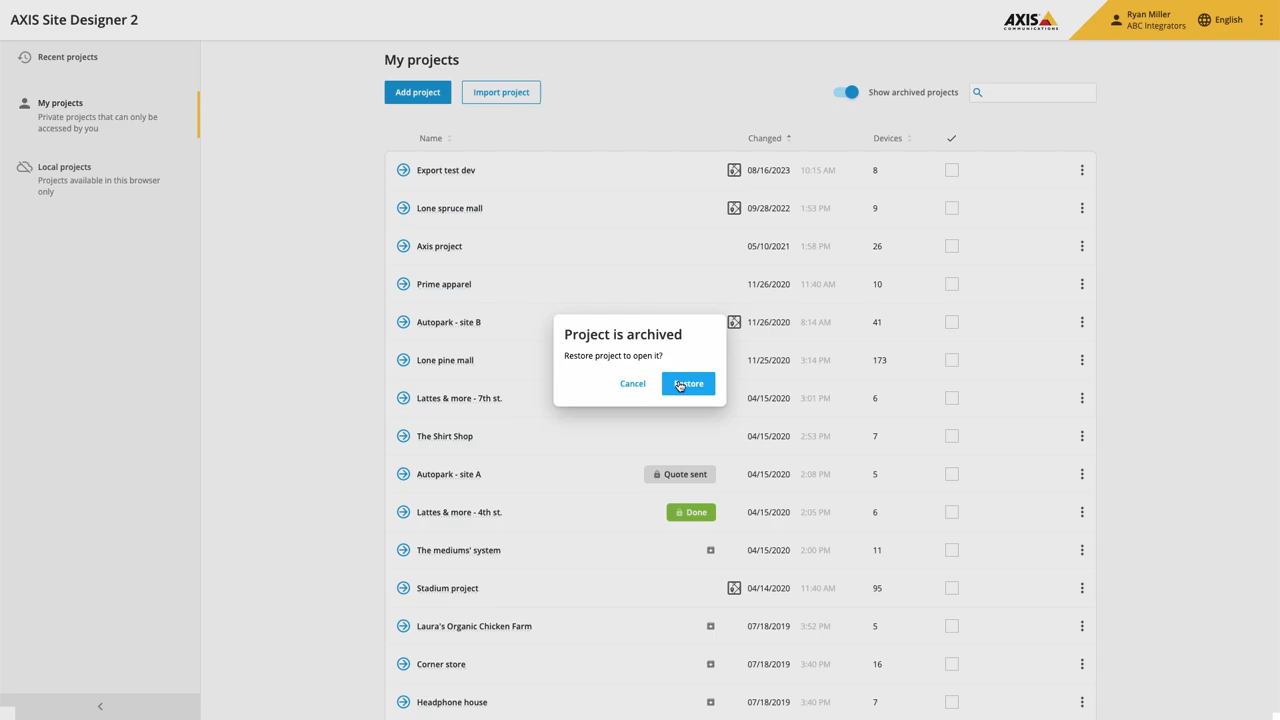 AXIS Site Designer 2
AXIS
COMMUNICATIONS
Ryan Miller
ABC Integrators
English
Recent projects
My projects
Private projects that can only be
accessed by you
Local projects
Projects available in this browser
only
My projects
Add project
Import project
Show archived projects
Name Changed Devices
Export test dev 08/16/2023 10:15 AM 8
Lone spruce mall 09/28/2022 1:53 PM 9
Axis project 05/10/2021 1:58 PM 26
Prime apparel 11/26/2020 11:40 AM 10
Autopark - site B 11/26/2020 8:14 AM 41
Lone pine mall 11/25/2020 3:14 PM 173
Lattes & more - 7th st. 04/15/2020 3:01 PM 6
The Shirt Shop 04/15/2020 2:53 PM 7
Autopark - site A Quote sent 04/15/2020 2:08 PM 5
Lattes & more - 4th st. Done 04/15/2020 2:05 PM 6
The mediums' system 04/15/2020 2:00 PM 11
Stadium project 04/14/2020 11:40 AM 95
Laura's Organic Chicken Farm 07/18/2019 3:52 PM 5
Corner store 07/18/2019 3:40 PM 16
Headphone house 07/18/2019 3:40 PM 7
Project is archived
Restore project to open it?
Cancel
Restore